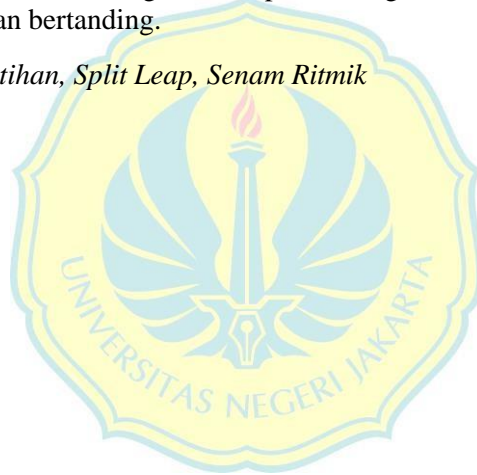 an bertanding.
tihan, Split Leap, Senam Ritmik
UNIVERSITAS NEGERI JAKARTA